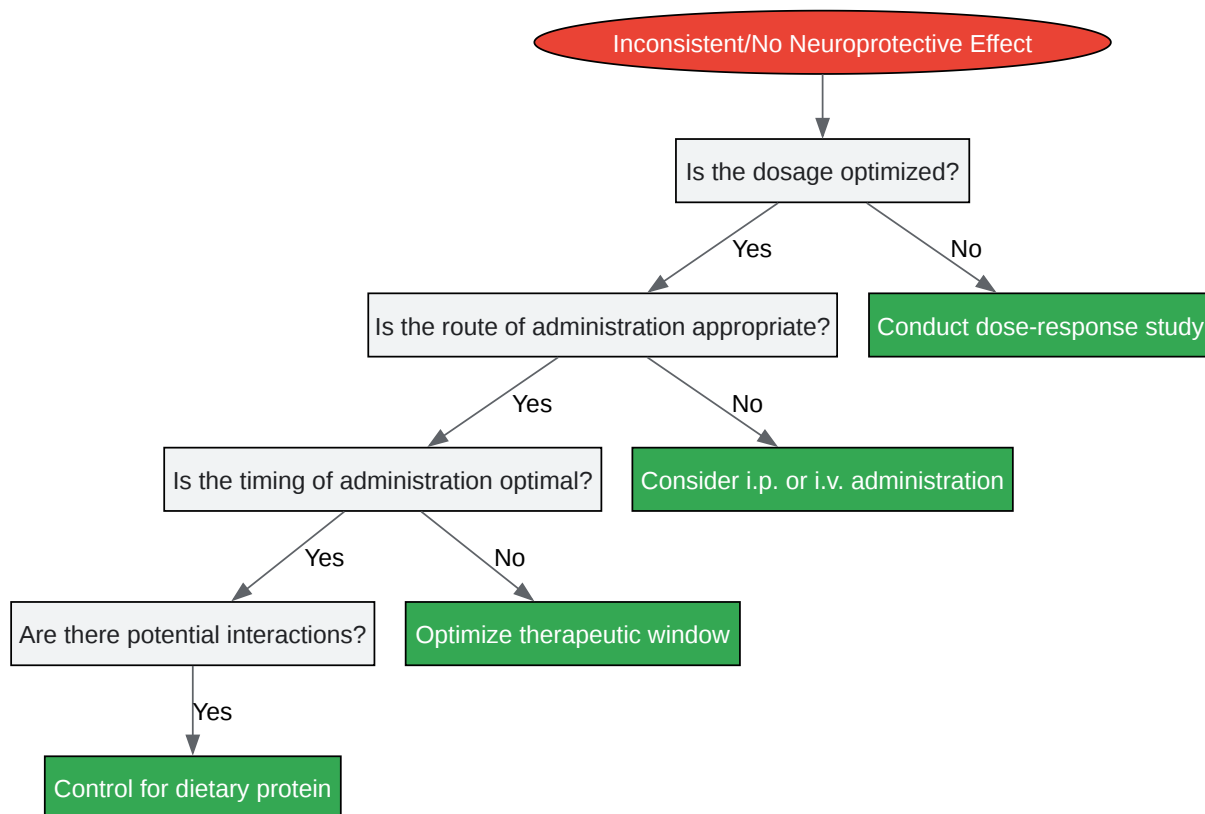 Inconsistent/No Neuroprotective Effect
Is the dosage optimized?
Yes
No
Is the route of administration appropriate?
Conduct dose-response study
Yes
No
Is the timing of administration optimal?
Consider i.p. or i.v. administration
Yes
No
Are there potential interactions?
Optimize therapeutic window
Yes
Control for dietary protein